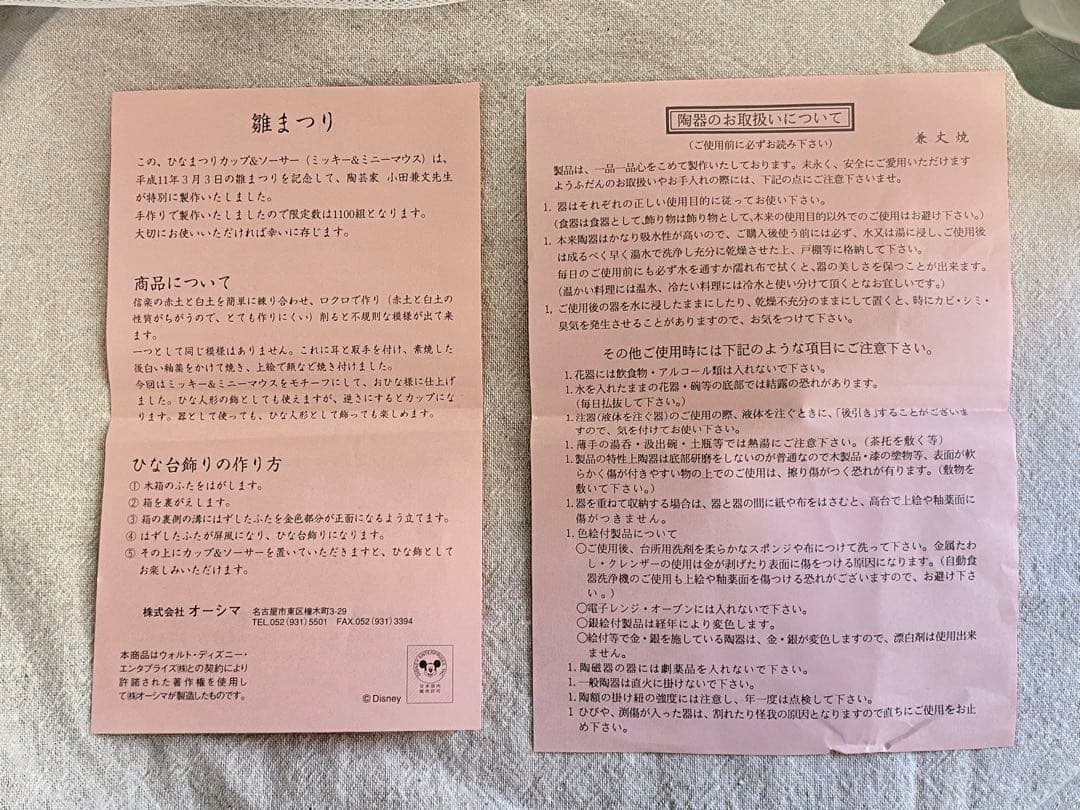 雛まつり
この、ひなまつりカップ&ソーサー（ミッキー&ミニーマウス）は、
平成11年3月3日の雛まつりを記念して、陶芸家 小田兼丈先生
が特別に製作いたしました。
手作りで製作いたしましたので限定数は1100組となります。
大切にお使いいただければ幸いに存じます。
商品について
信楽の赤土と白土を簡単に練り合わせ、ロクロで作り（赤土と白土の
性質がちがうので、とても作りにくい）削ると不規則な模様が出て来
ます。
一つとして同じ模様はありません。これに耳と取手を付け、素焼した
後白い釉薬をかけて焼き、上絵で顔など焼き付けました。
今回はミッキー&ミニーマウスをモチーフにして、おひな様に仕上げ
ました。ひな人形の飾としても使えますが、逆さにするとカップにな
ります。器として使っても、ひな人形として飾っても楽しめます。
ひな台飾りの作り方
① 木箱のふたをはがします。
② 箱を裏がえします。
③ 箱の裏側の溝にはずしたふたを金色部分が正面になるよう立てます。
④ はずしたふたが屏風になり、ひな台飾りになります。
⑤ その上にカップ&ソーサーを置いていただきますと、ひな飾として
お楽しみいただけます。
株式会社 オーシマ 名古屋市東区橦木町3-29
TEL.052（931）5501 FAX.052（931）3394
本商品はウォルト・ディズニー・
エンタプライズ㈱との契約により
許諾された著作権を使用し
て㈱オーシマが製造したものです。
©Disney
日本国内
販売許可
陶器のお取扱いについて
（ご使用前に必ずお読み下さい）
兼丈焼
製品は、一品一品心をこめて製作いたしております。末永く、安全にご愛用いただけます
ようふだんのお取扱いやお手入れの際には、下記の点にご注意下さいませ。
1. 器はそれぞれの正しい使用目的に従ってお使い下さい。
（食器は食器として、飾り物は飾り物として、本来の使用目的以外でのご使用はお避け下さい。）
1. 本来陶器はかなり吸水性が高いので、ご購入後使う前には必ず、水又は湯に浸し、ご使用後
は成るべく早く湯水で洗浄し充分に乾燥させた上、戸棚等に格納して下さい。
毎日のご使用前にも必ず水を通すか濡れ布で拭くと、器の美しさを保つことが出来ます。
（温かい料理には温水、冷たい料理には冷水と使い分けて頂くとなお宜しいです。）
1. ご使用後の器を水に浸したままにしたり、乾燥不充分のままにして置くと、時にカビ・シミ・
臭気を発生させることがありますので、お気をつけて下さい。
その他ご使用時には下記のような項目にご注意下さい。
1. 花器には飲食物・アルコール類は入れないで下さい。
1. 水を入れたままの花器・碗等の底部では結露の恐れがあります。
（毎日払拭して下さい。）
1. 注器（液体を注ぐ器）のご使用の際、液体を注ぐときに、「後引き」することがございま
すので、気を付けてお使い下さい。
1. 薄手の湯呑・汲出碗・土瓶等では熱湯にご注意下さい。（茶托を敷く等）
1. 製品の特性上陶器は底部研磨をしないのが普通なので木製品・漆の塗物等、表面が軟
らかく傷が付きやすい物の上でのご使用は、擦り傷がつく恐れが有ります。（敷物を
敷いて下さい。）
1. 器を重ねて収納する場合は、器と器の間に紙や布をはさむと、高台で上絵や釉薬面に
傷がつきません。
1. 色絵付製品について
○ご使用後、台所用洗剤を柔らかなスポンジや布につけて洗って下さい。金属たわ
し・クレンザーの使用は金が剥げたり表面に傷をつける原因になります。（自動食
器洗浄機のご使用も上絵や釉薬面を傷つける恐れがございますので、お避け下さ
い。）
○電子レンジ・オーブンには入れないで下さい。
○銀絵付製品は経年により変色します。
○絵付等で金・銀を施している陶器は、金・銀が変色しますので、漂白剤は使用出来
ません。
1. 陶磁器の器には劇薬品を入れないで下さい。
1. 一般陶器は直火に掛けないで下さい。
1. 陶額の掛け紐の強度には注意し、年一度は点検して下さい。
1 ひびや、渕傷が入った器は、割れたり怪我の原因となりますので直ちにご使用をお止
め下さい。